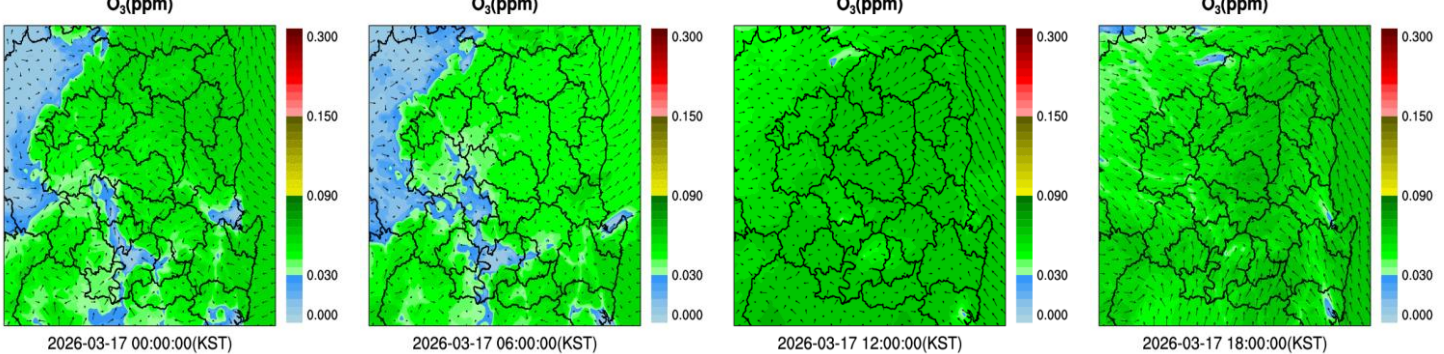 O₃(ppm) O₃(ppm) O₃(ppm) O₃(ppm)
0.300 0.300 0.300 0.300
0.150 0.150 0.150 0.150
0.090 0.090 0.090 0.090
0.030 0.030 0.030 0.030
0.000 0.000 0.000 0.000
2026-03-17 00:00:00(KST) 2026-03-17 06:00:00(KST) 2026-03-17 12:00:00(KST) 2026-03-17 18:00:00(KST)